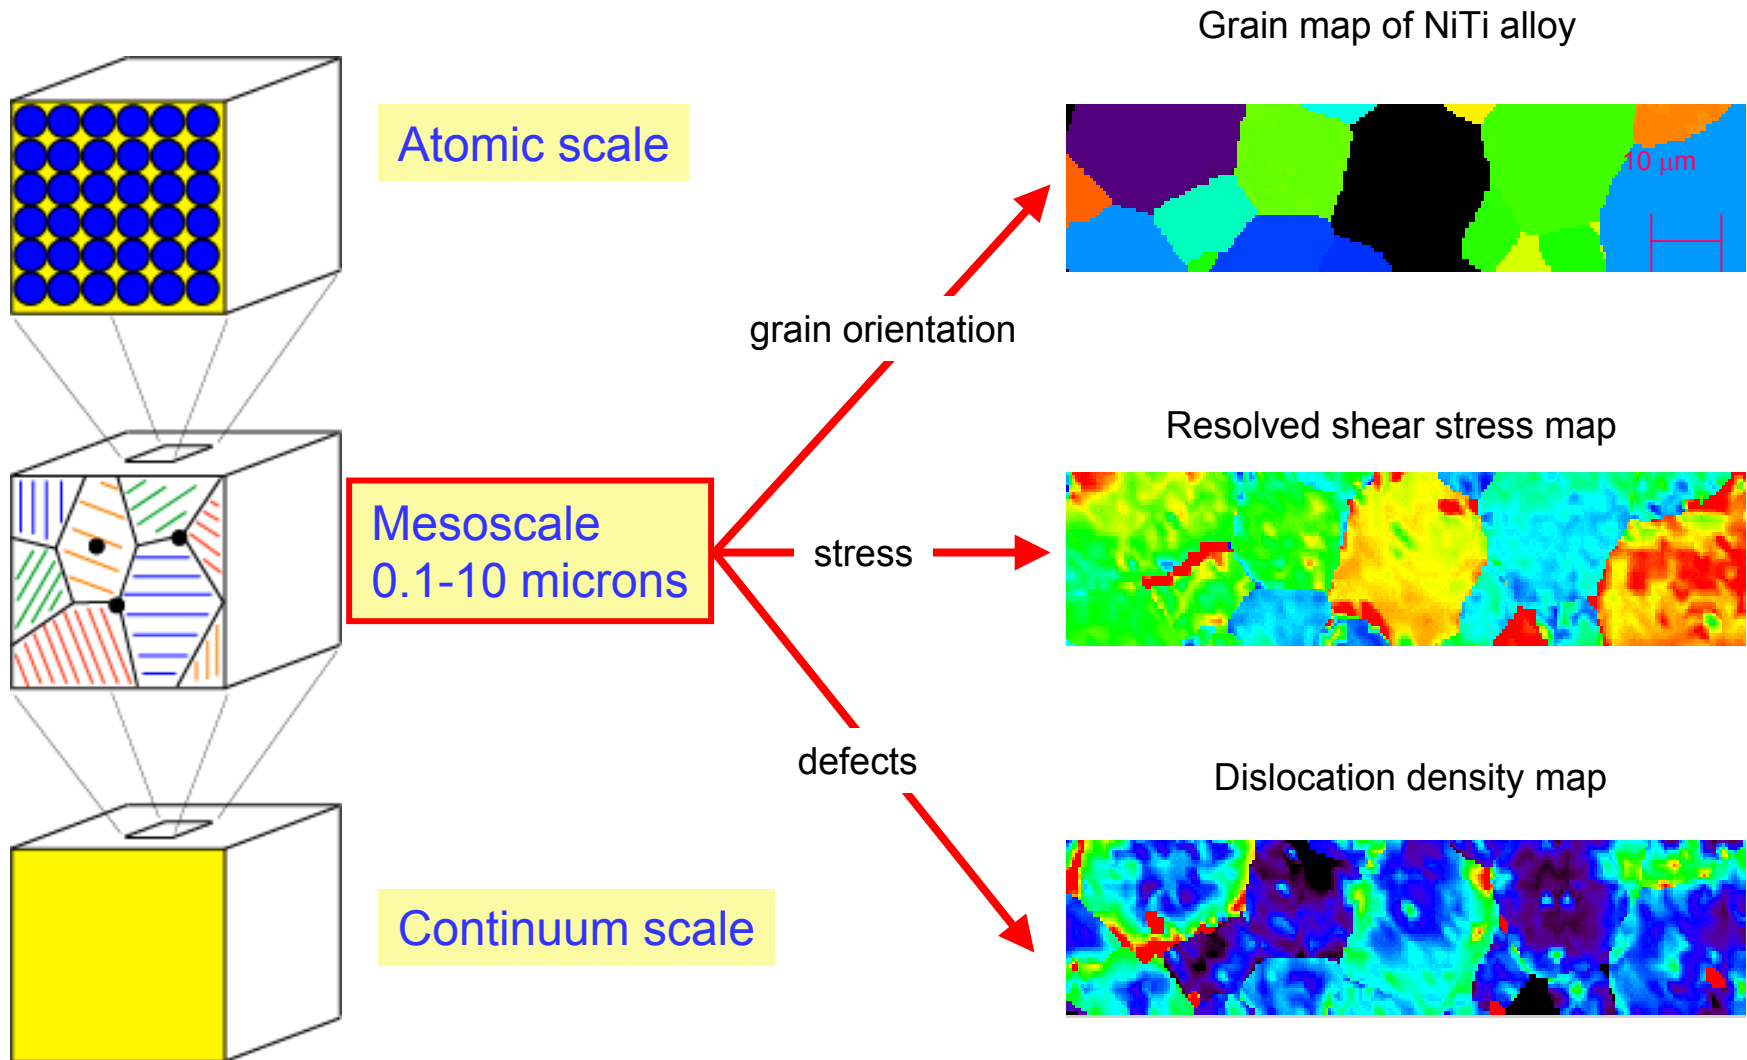 Grain map of NiTi alloy
Atomic scale
10 μm
grain orientation
Resolved shear stress map
Mesoscale
0.1-10 microns
stress
defects
Dislocation density map
Continuum scale